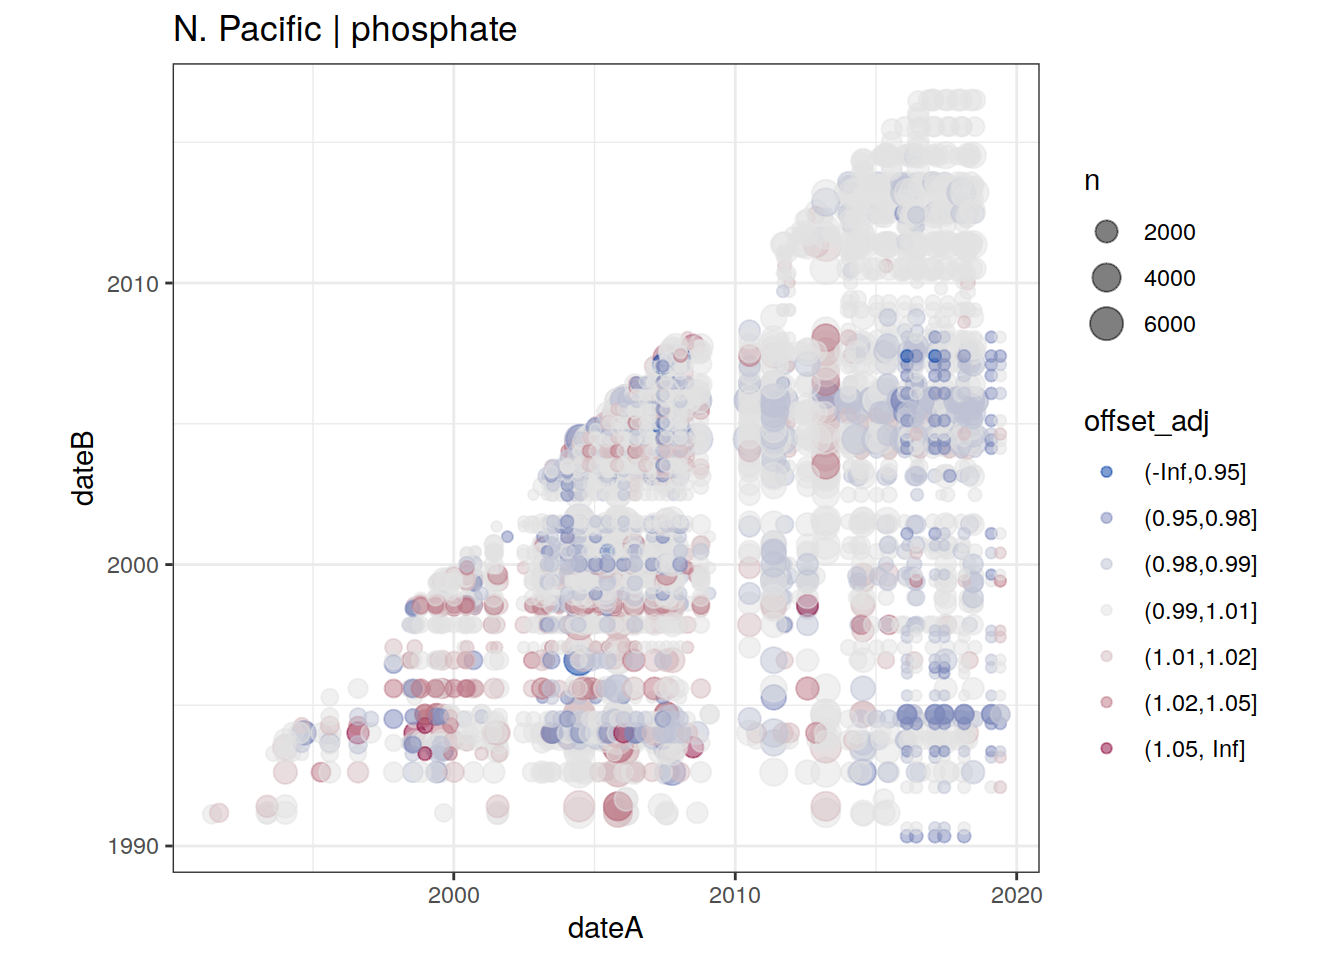 N. Pacific | phosphate
dateB
2010
2000
1990
2000
2010
2020
dateA
n
2000
4000
6000
offset_adj
(-Inf,0.95]
(0.95,0.98]
(0.98,0.99]
(0.99,1.01]
(1.01,1.02]
(1.02,1.05]
(1.05, Inf]